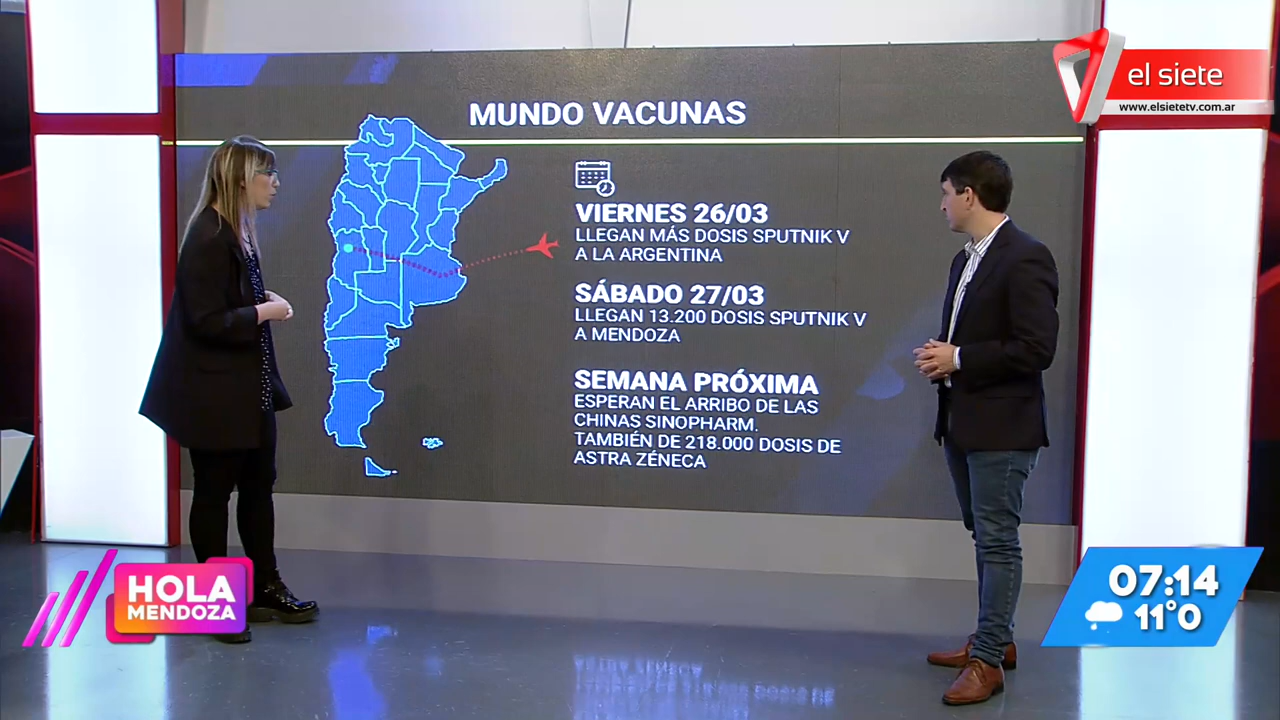 el siete
www.elsietetv.com.ar
MUNDO VACUNAS
VIERNES 26/03
LLEGAN MÁS DOSIS SPUTNIK V
A LA ARGENTINA
SÁBADO 27/03
LLEGAN 13.200 DOSIS SPUTNIK V
A MENDOZA
SEMANA PRÓXIMA
ESPERAN EL ARRIBO DE LAS
CHINAS SINOPHARM.
TAMBIÉN DE 218.000 DOSIS DE
ASTRA ZÉNECA
HOLA
MENDOZA
07:14
11°0